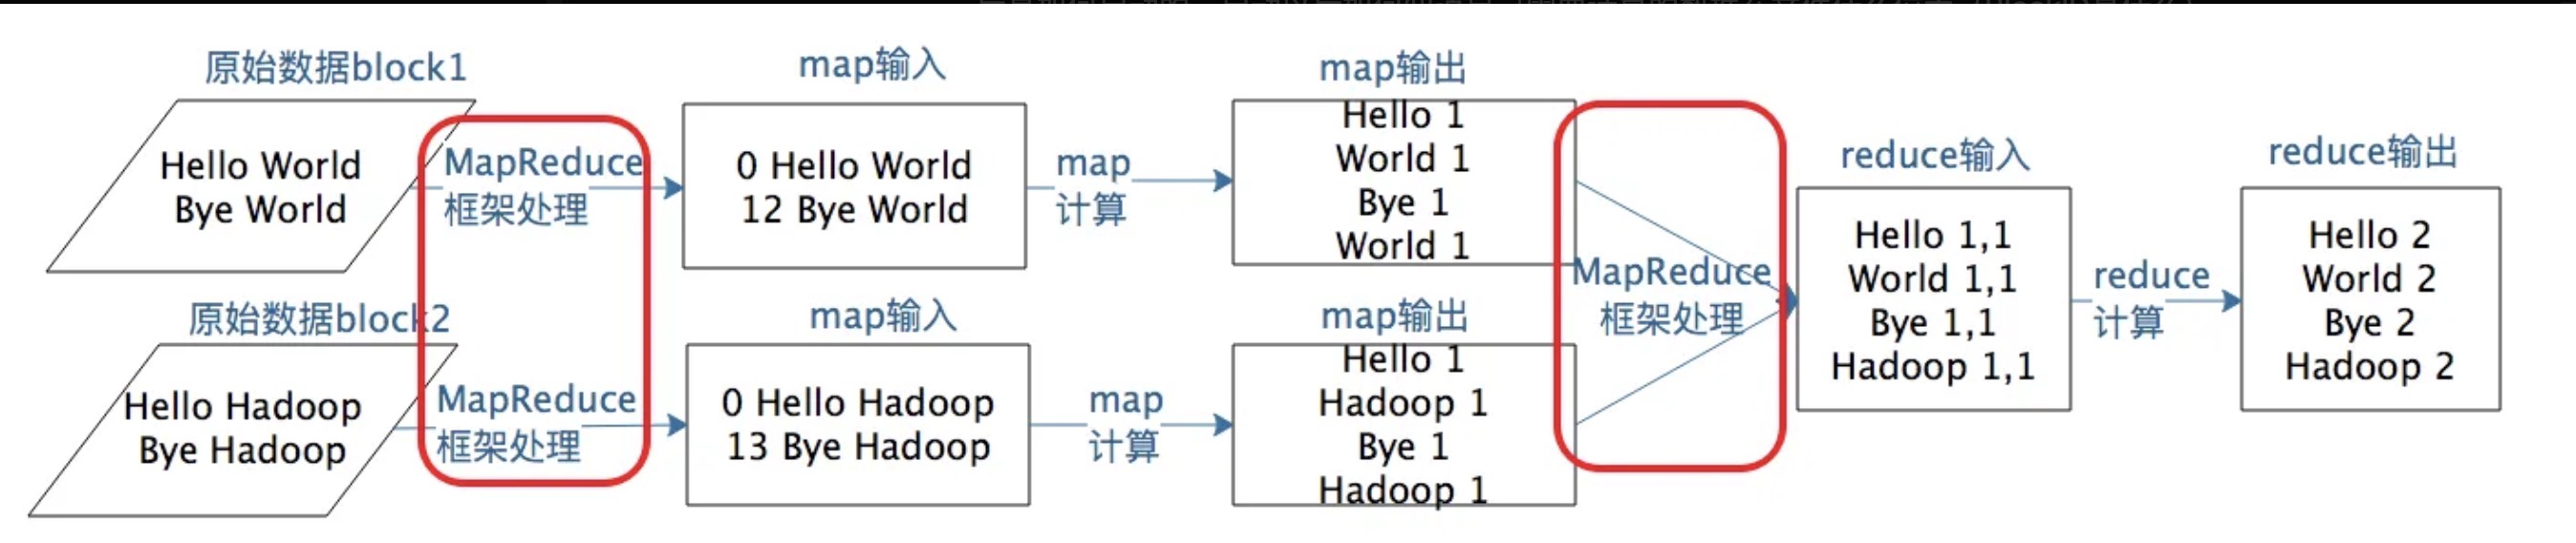 原始数据block1
Hello World
Bye World
MapReduce
框架处理
map输入
0 Hello World
12 Bye World
map
计算
map输出
Hello 1
World 1
Bye 1
World 1
原始数据block2
Hello Hadoop
Bye Hadoop
MapReduce
框架处理
map输入
0 Hello Hadoop
13 Bye Hadoop
map
计算
map输出
Hello 1
Hadoop 1
Bye 1
Hadoop 1
MapReduce
框架处理
reduce输入
Hello 1,1
World 1,1
Bye 1,1
Hadoop 1,1
reduce
计算
reduce输出
Hello 2
World 2
Bye 2
Hadoop 2